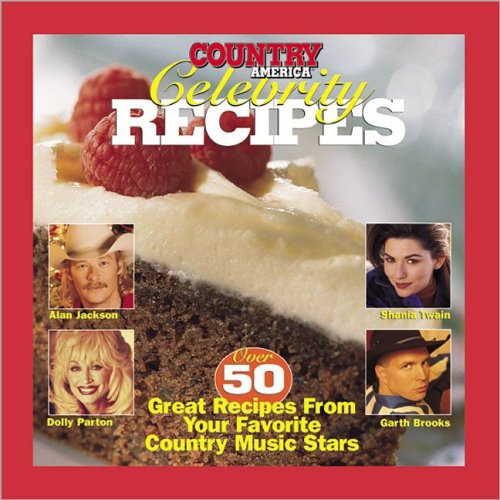 COUNTRY
AMERICA
Celebrity
RECIPES
Alan Jackson
Shania Twain
Dolly Parton
Garth Brooks
Over
50
Great Recipes From
Your Favorite
Country Music Stars